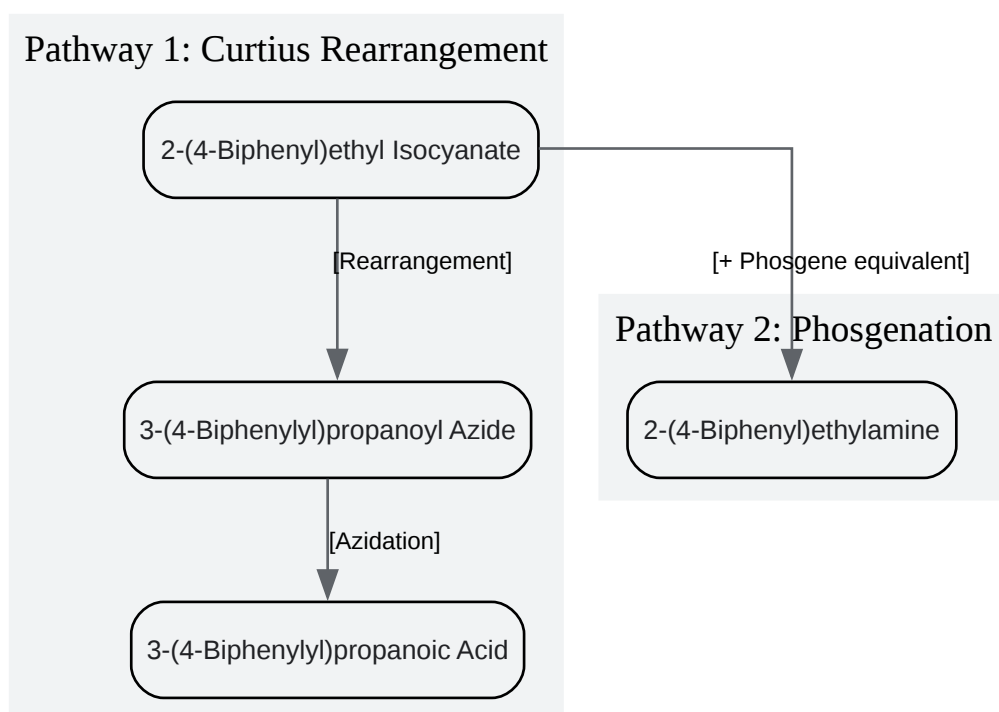 Pathway 1: Curtius Rearrangement
2-(4-Biphenyl)ethyl Isocyanate
[Rearrangement]
[+ Phosgene equivalent]
Pathway 2: Phosgenation
3-(4-Biphenylyl)propanoyl Azide
2-(4-Biphenyl)ethylamine
[Azidation]
3-(4-Biphenylyl)propanoic Acid